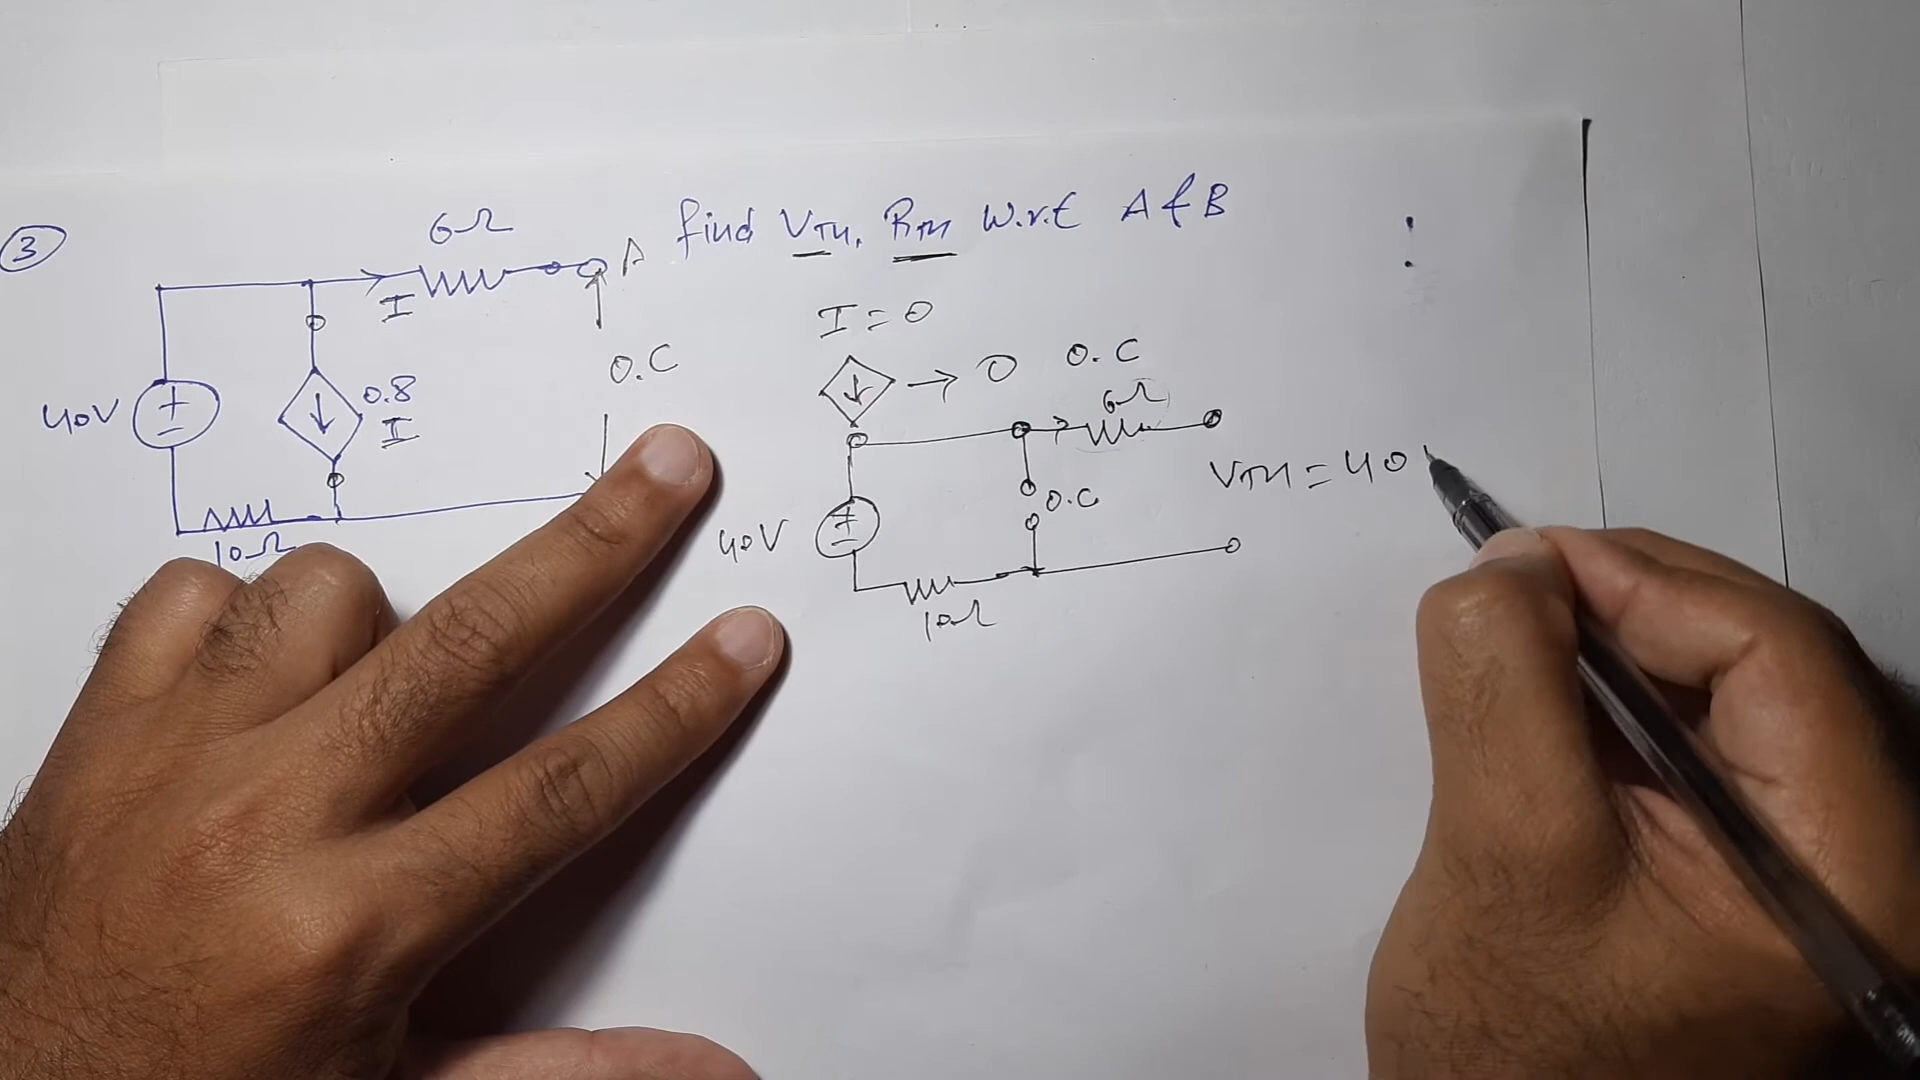 ③
6Ω
A
find VTH, RTH W.r.t A & B
I
O.C
40V
0.8
I
10Ω
I = 0
→ 0
O.C
6Ω
O.C
40V
10Ω
VTH = 40